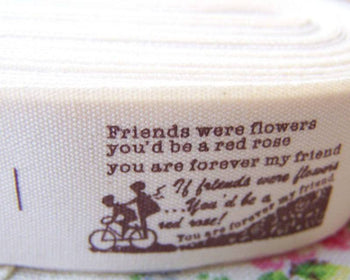 Friends were flowers
you'd be a red rose
you are forever my friend
If friends were flowers
...You'd be a
red rose!
You are forever my friend